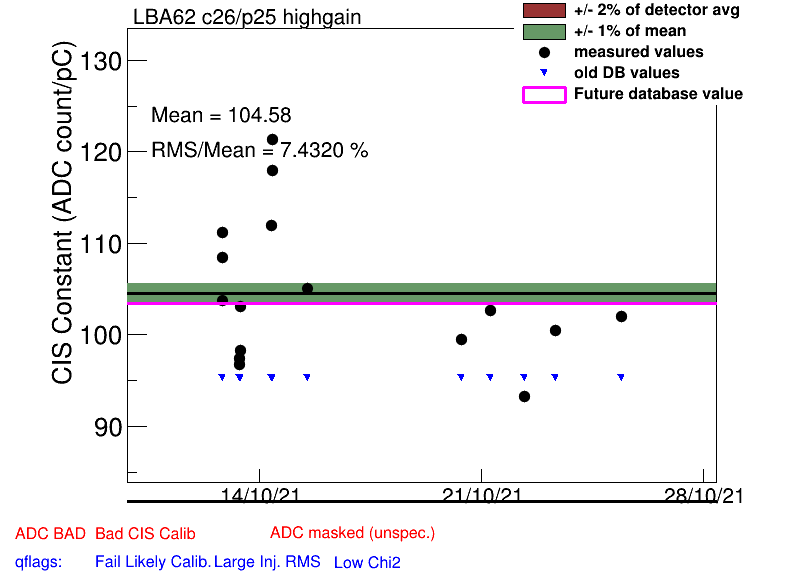 LBA62 c26/p25 highgain
+/- 2% of detector avg
+/- 1% of mean
measured values
old DB values
Future database value
Mean = 104.58
RMS/Mean = 7.4320 %
CIS Constant (ADC count/pC)
130
120
110
100
90
14/10/21 21/10/21 28/10/21
ADC BAD Bad CIS Calib ADC masked (unspec.)
qflags: Fail Likely Calib. Large Inj. RMS Low Chi2